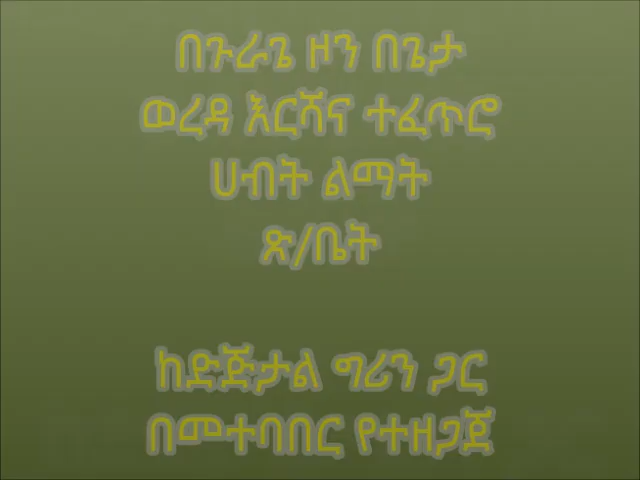 በጉራጌ ዞን በጌታ
ወረዳ እርሻና ተፈጥሮ
ሀብት ልማት
ጽ/ቤት
ከድጅታል ግሪን ጋር
በመተባበር የተዘጋጀ